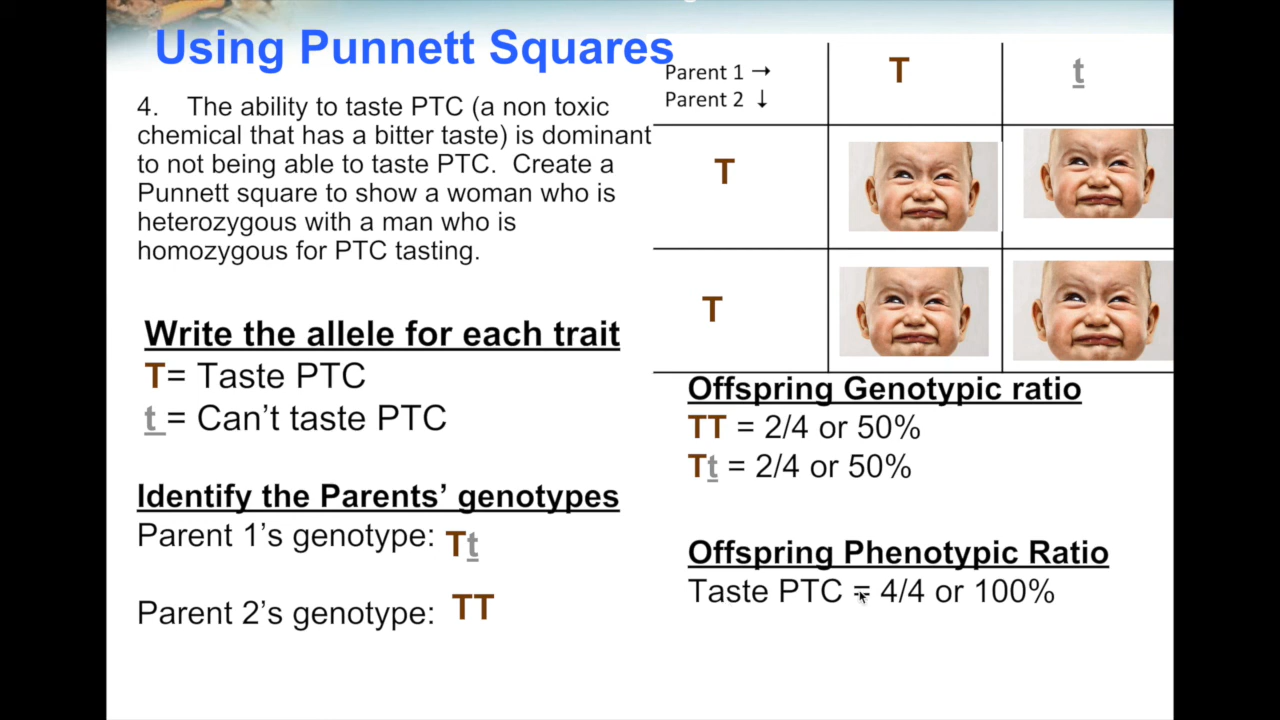 Using Punnett Squares
4. The ability to taste PTC (a non toxic
chemical that has a bitter taste) is dominant
to not being able to taste PTC. Create a
Punnett square to show a woman who is
heterozygous with a man who is
homozygous for PTC tasting.
Write the allele for each trait
T= Taste PTC
t = Can't taste PTC
Identify the Parents' genotypes
Parent 1's genotype: Tt
Parent 2's genotype: TT
Parent 1 → T t
Parent 2 ↓
T
T
Offspring Genotypic ratio
TT = 2/4 or 50%
Tt = 2/4 or 50%
Offspring Phenotypic Ratio
Taste PTC = 4/4 or 100%